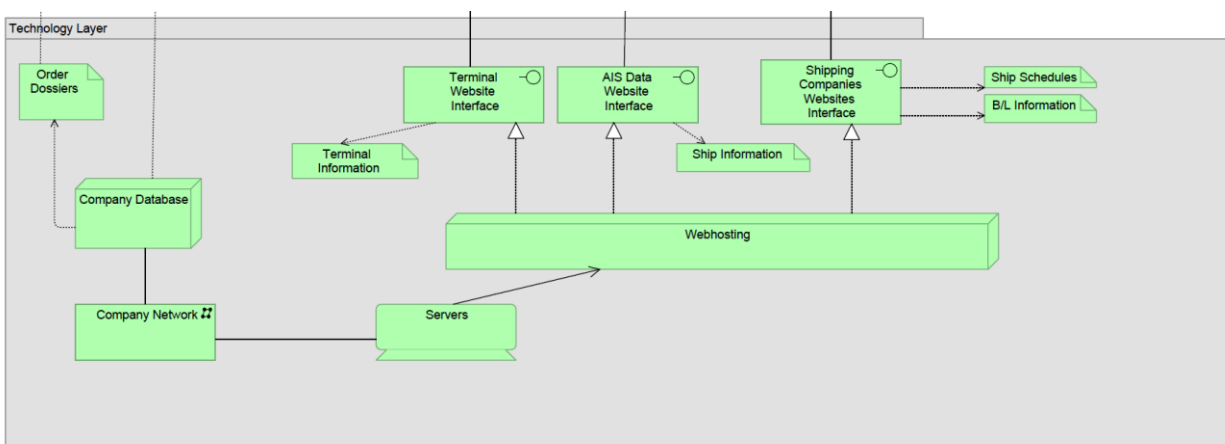 Technology Layer
Order
Dossiers
Terminal
Website
Interface
AIS Data
Website
Interface
Shipping
Companies
Websites
Interface
Ship Schedules
B/L Information
Terminal
Information
Ship Information
Company Database
Webhosting
Company Network
Servers